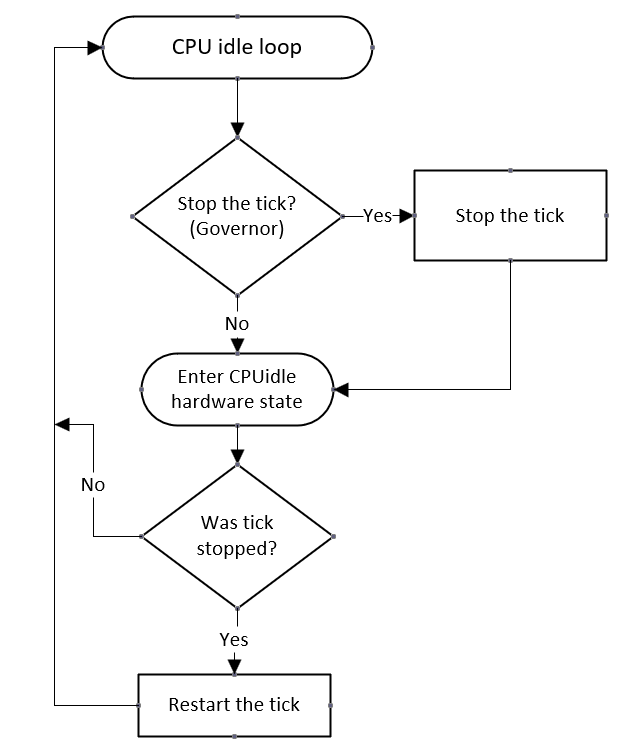 CPU idle loop
Stop the tick?
(Governor)
Yes
Stop the tick
No
Enter CPUidle
hardware state
No
Was tick
stopped?
Yes
Restart the tick